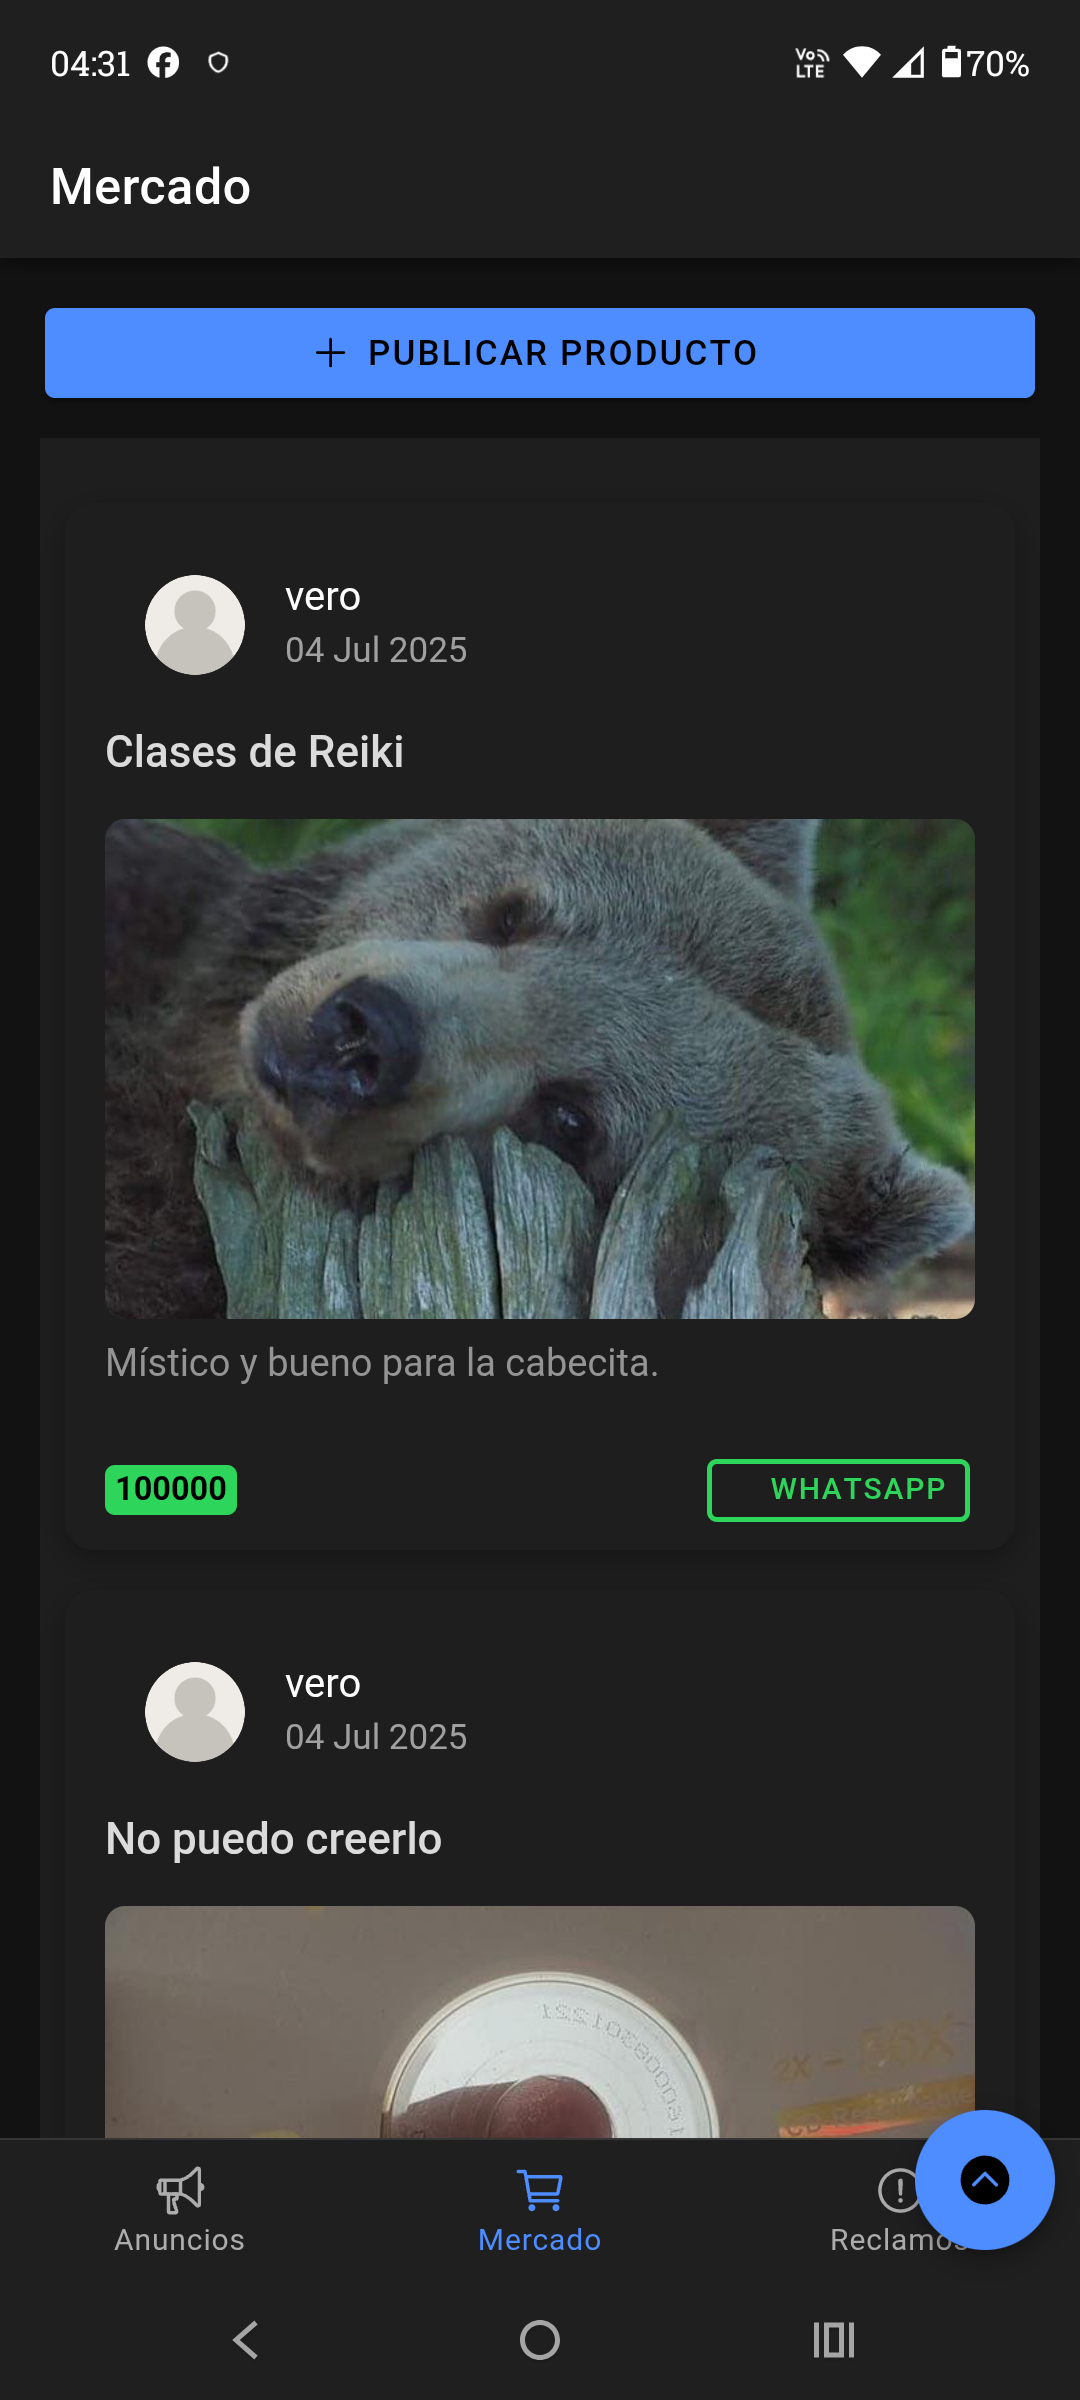 04:31
Vo LTE
70%
Mercado
+ PUBLICAR PRODUCTO
vero
04 Jul 2025
Clases de Reiki
Místico y bueno para la cabecita.
100000
WHATSAPP
vero
04 Jul 2025
No puedo creerlo
Anuncios
Mercado
Reclamos